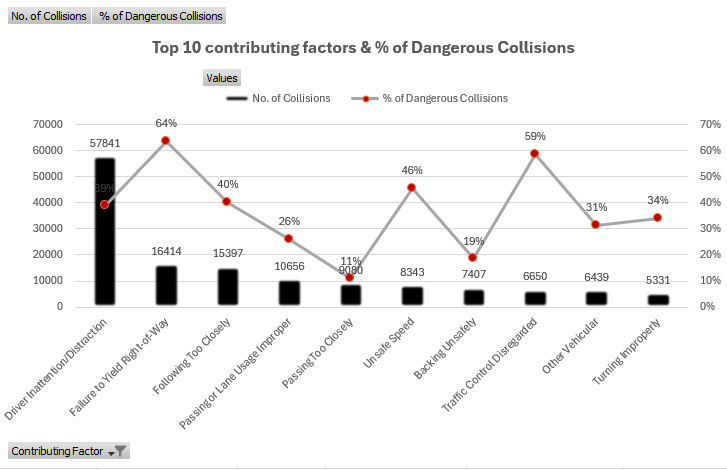 No. of Collisions % of Dangerous Collisions
Top 10 contributing factors & % of Dangerous Collisions
Values
No. of Collisions % of Dangerous Collisions
70000 70%
60000 60%
50000 50%
40000 40%
30000 30%
20000 20%
10000 10%
0 0%
57841 16414 15397 10656 9080 8343 7407 6650 6439 5331
39% 64% 40% 26% 11% 46% 19% 59% 31% 34%
Driver Inattention/Distraction
Failure to Yield Right-of-Way
Following Too Closely
Passing or Lane Usage Improper
Passing Too Closely
Unsafe Speed
Backing Unsafely
Traffic Control Disregarded
Other Vehicular
Turning Improperly
Contributing Factor